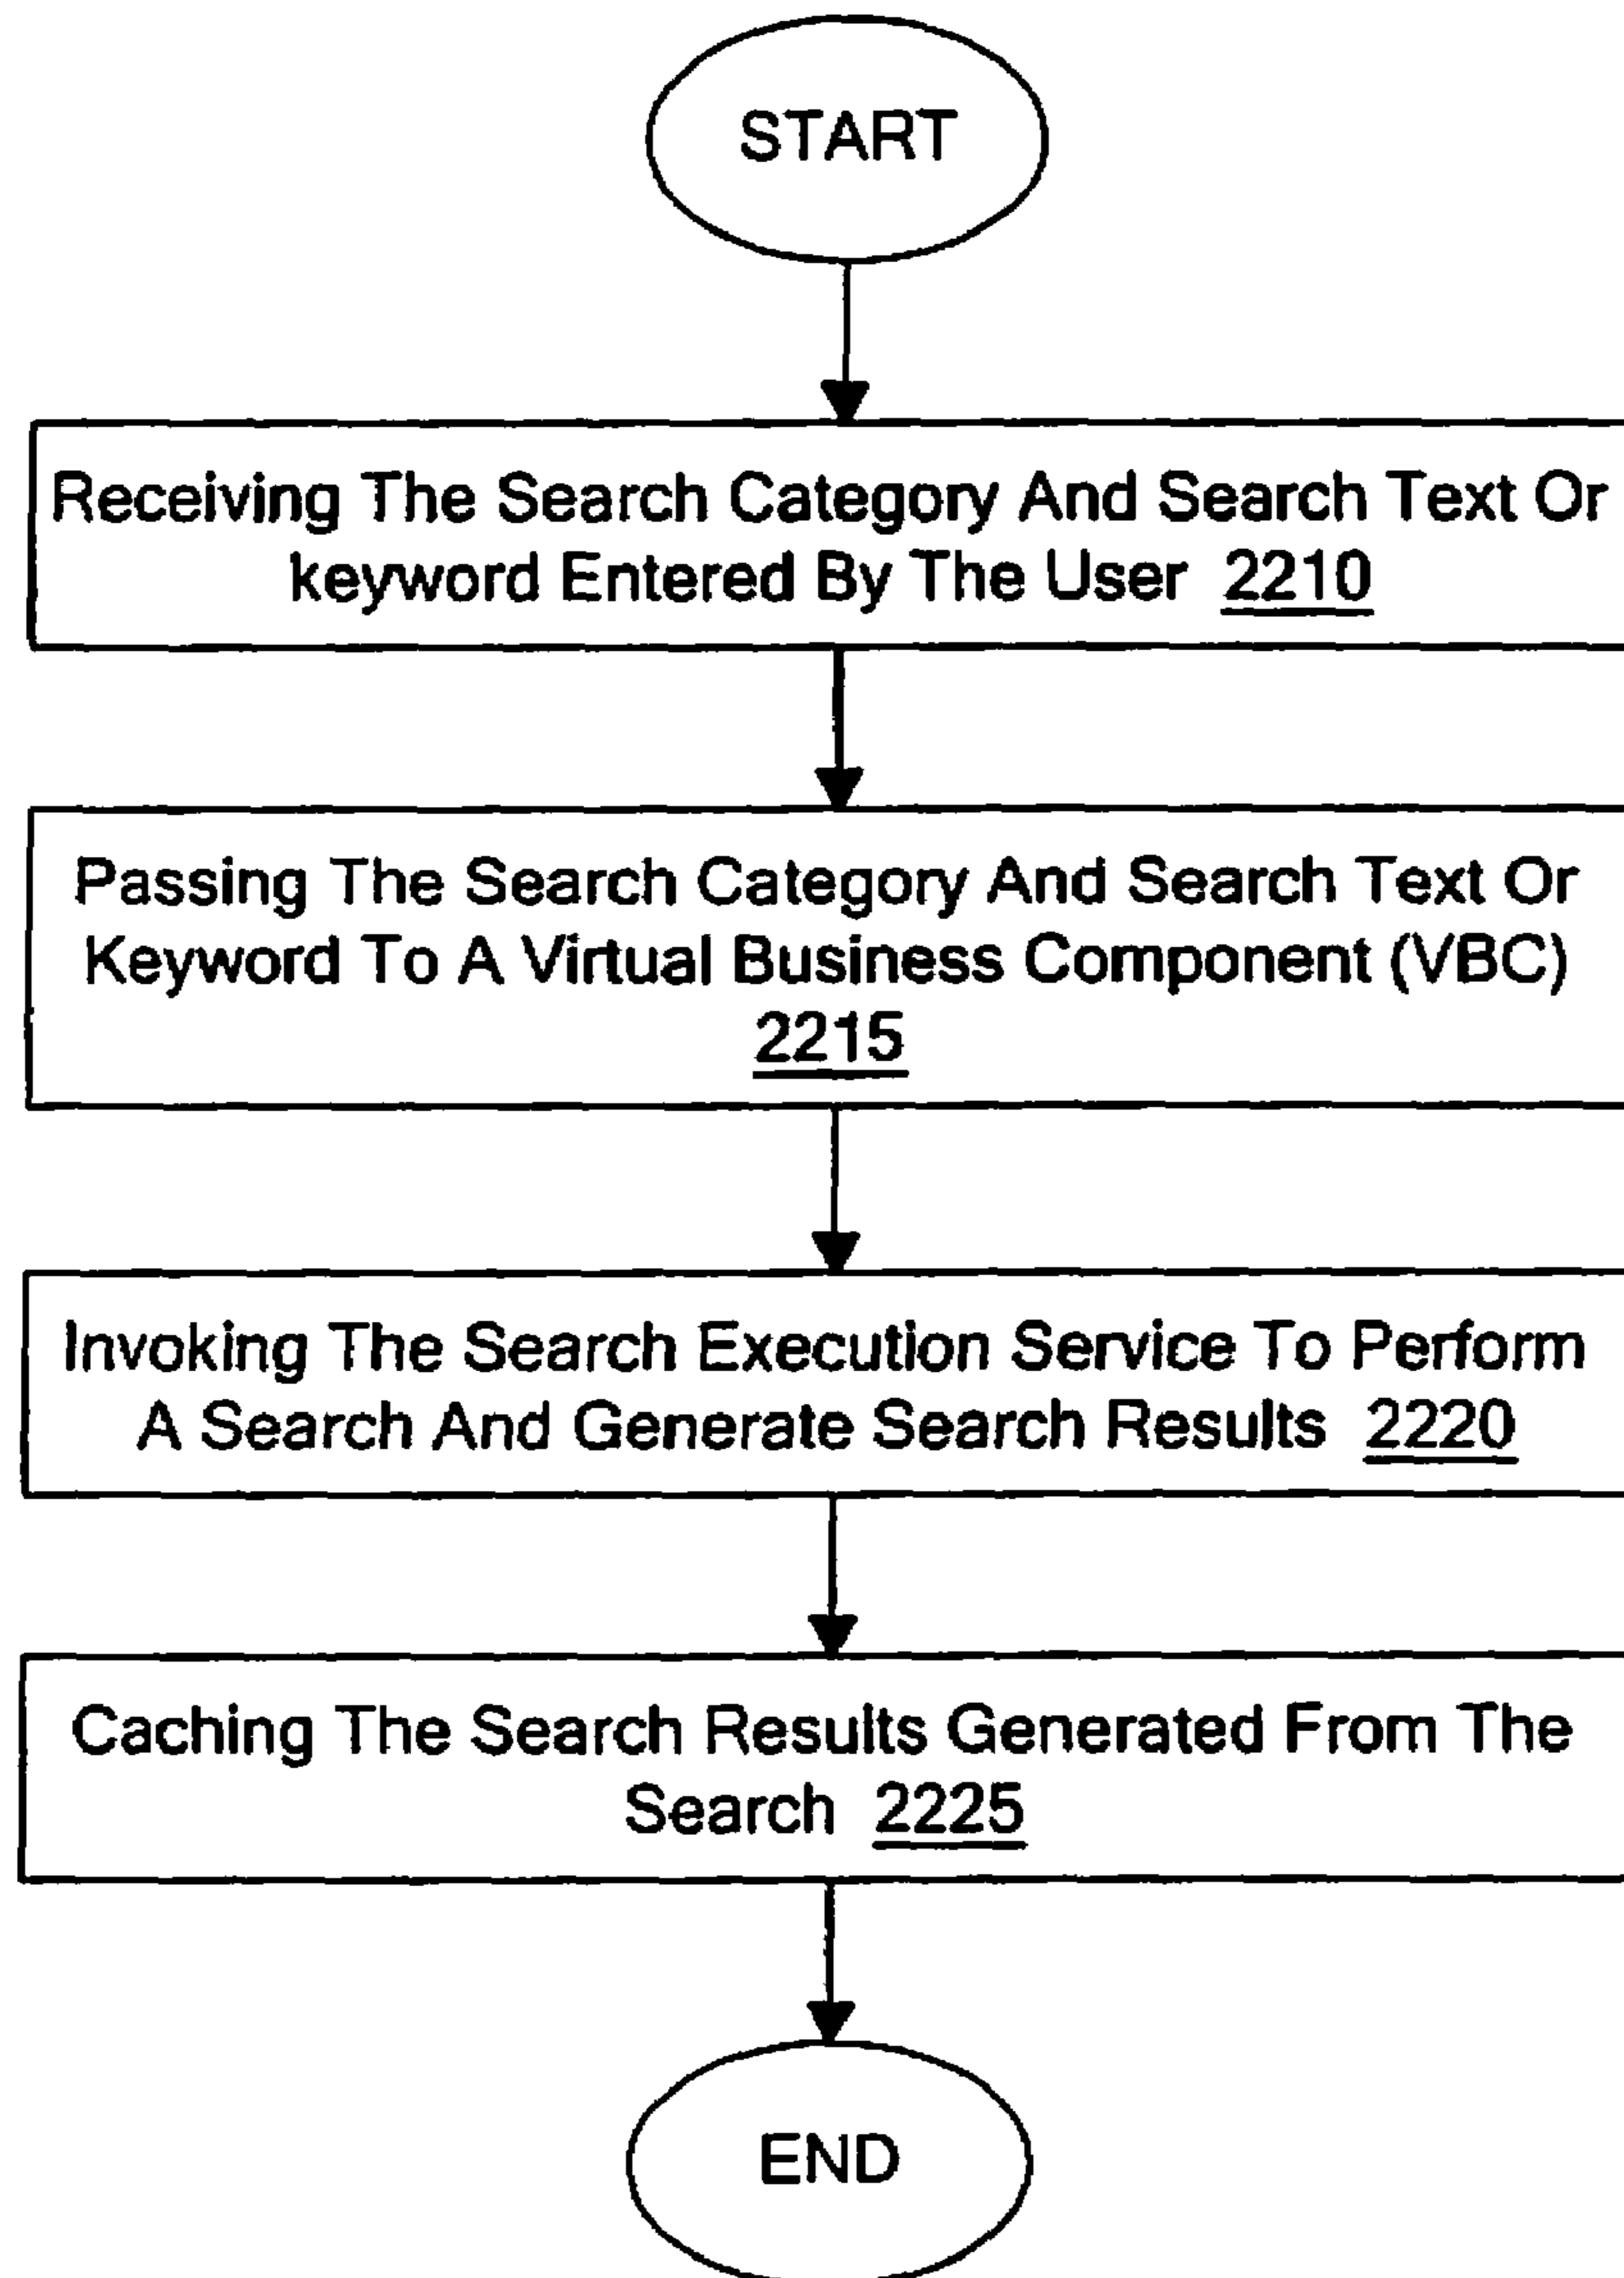 START
Receiving The Search Category And Search Text Or
keyword Entered By The User 2210
Passing The Search Category And Search Text Or
Keyword To A Virtual Business Component (VBC)
2215
Invoking The Search Execution Service To Perform
A Search And Generate Search Results 2220
Caching The Search Results Generated From The
Search 2225
END